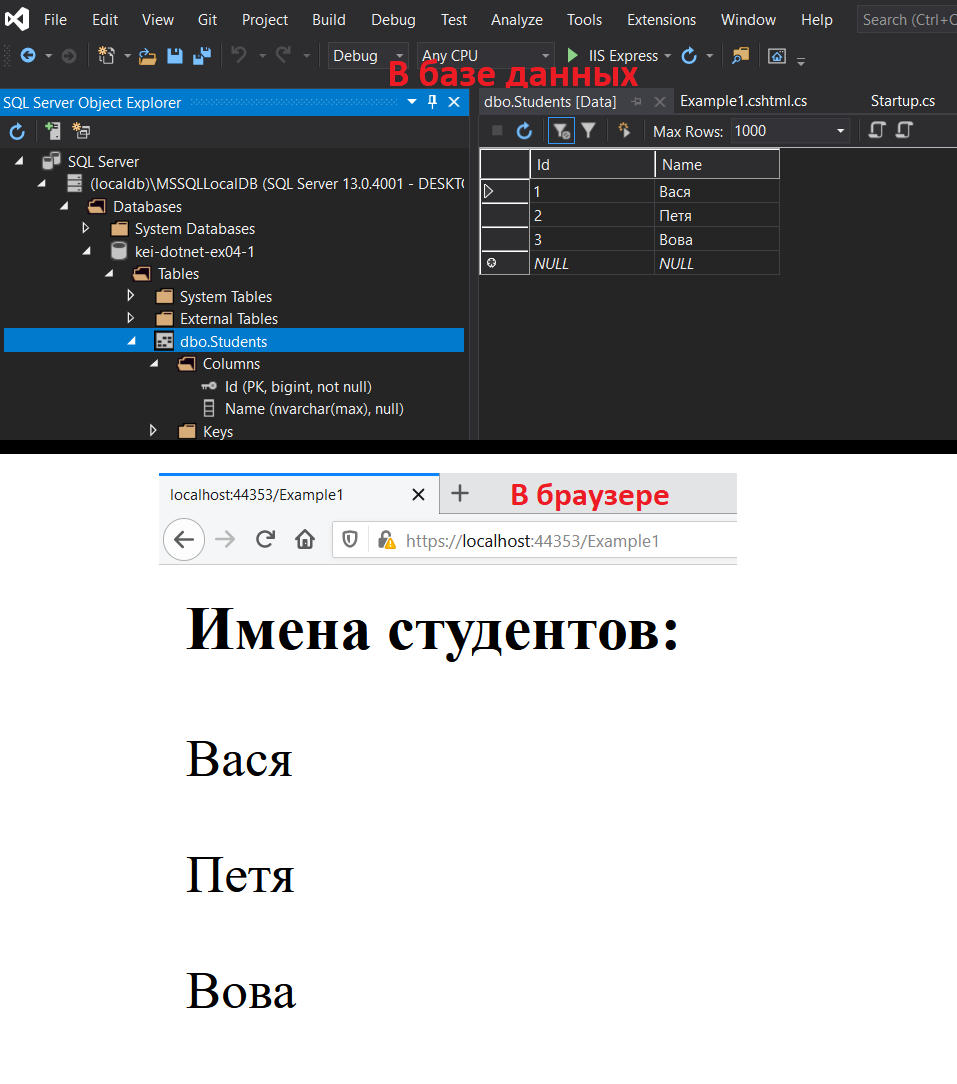 File Edit View Git Project Build Debug Test Analyze Tools Extensions Window Help Search (Ctrl+Q
Debug Any CPU IIS Express
В базе данных
SQL Server Object Explorer
dbo.Students [Data] Example1.cshtml.cs Startup.cs
Max Rows: 1000
SQL Server
(localdb)\MSSQLLocalDB (SQL Server 13.0.4001 - DESKTO
Databases
System Databases
kei-dotnet-ex04-1
Tables
System Tables
External Tables
dbo.Students
Columns
Id (PK, bigint, not null)
Name (nvarchar(max), null)
Keys
Id Name
1 Вася
2 Петя
3 Вова
NULL NULL
localhost:44353/Example1
В браузере
https://localhost:44353/Example1
Имена студентов:
Вася
Петя
Вова